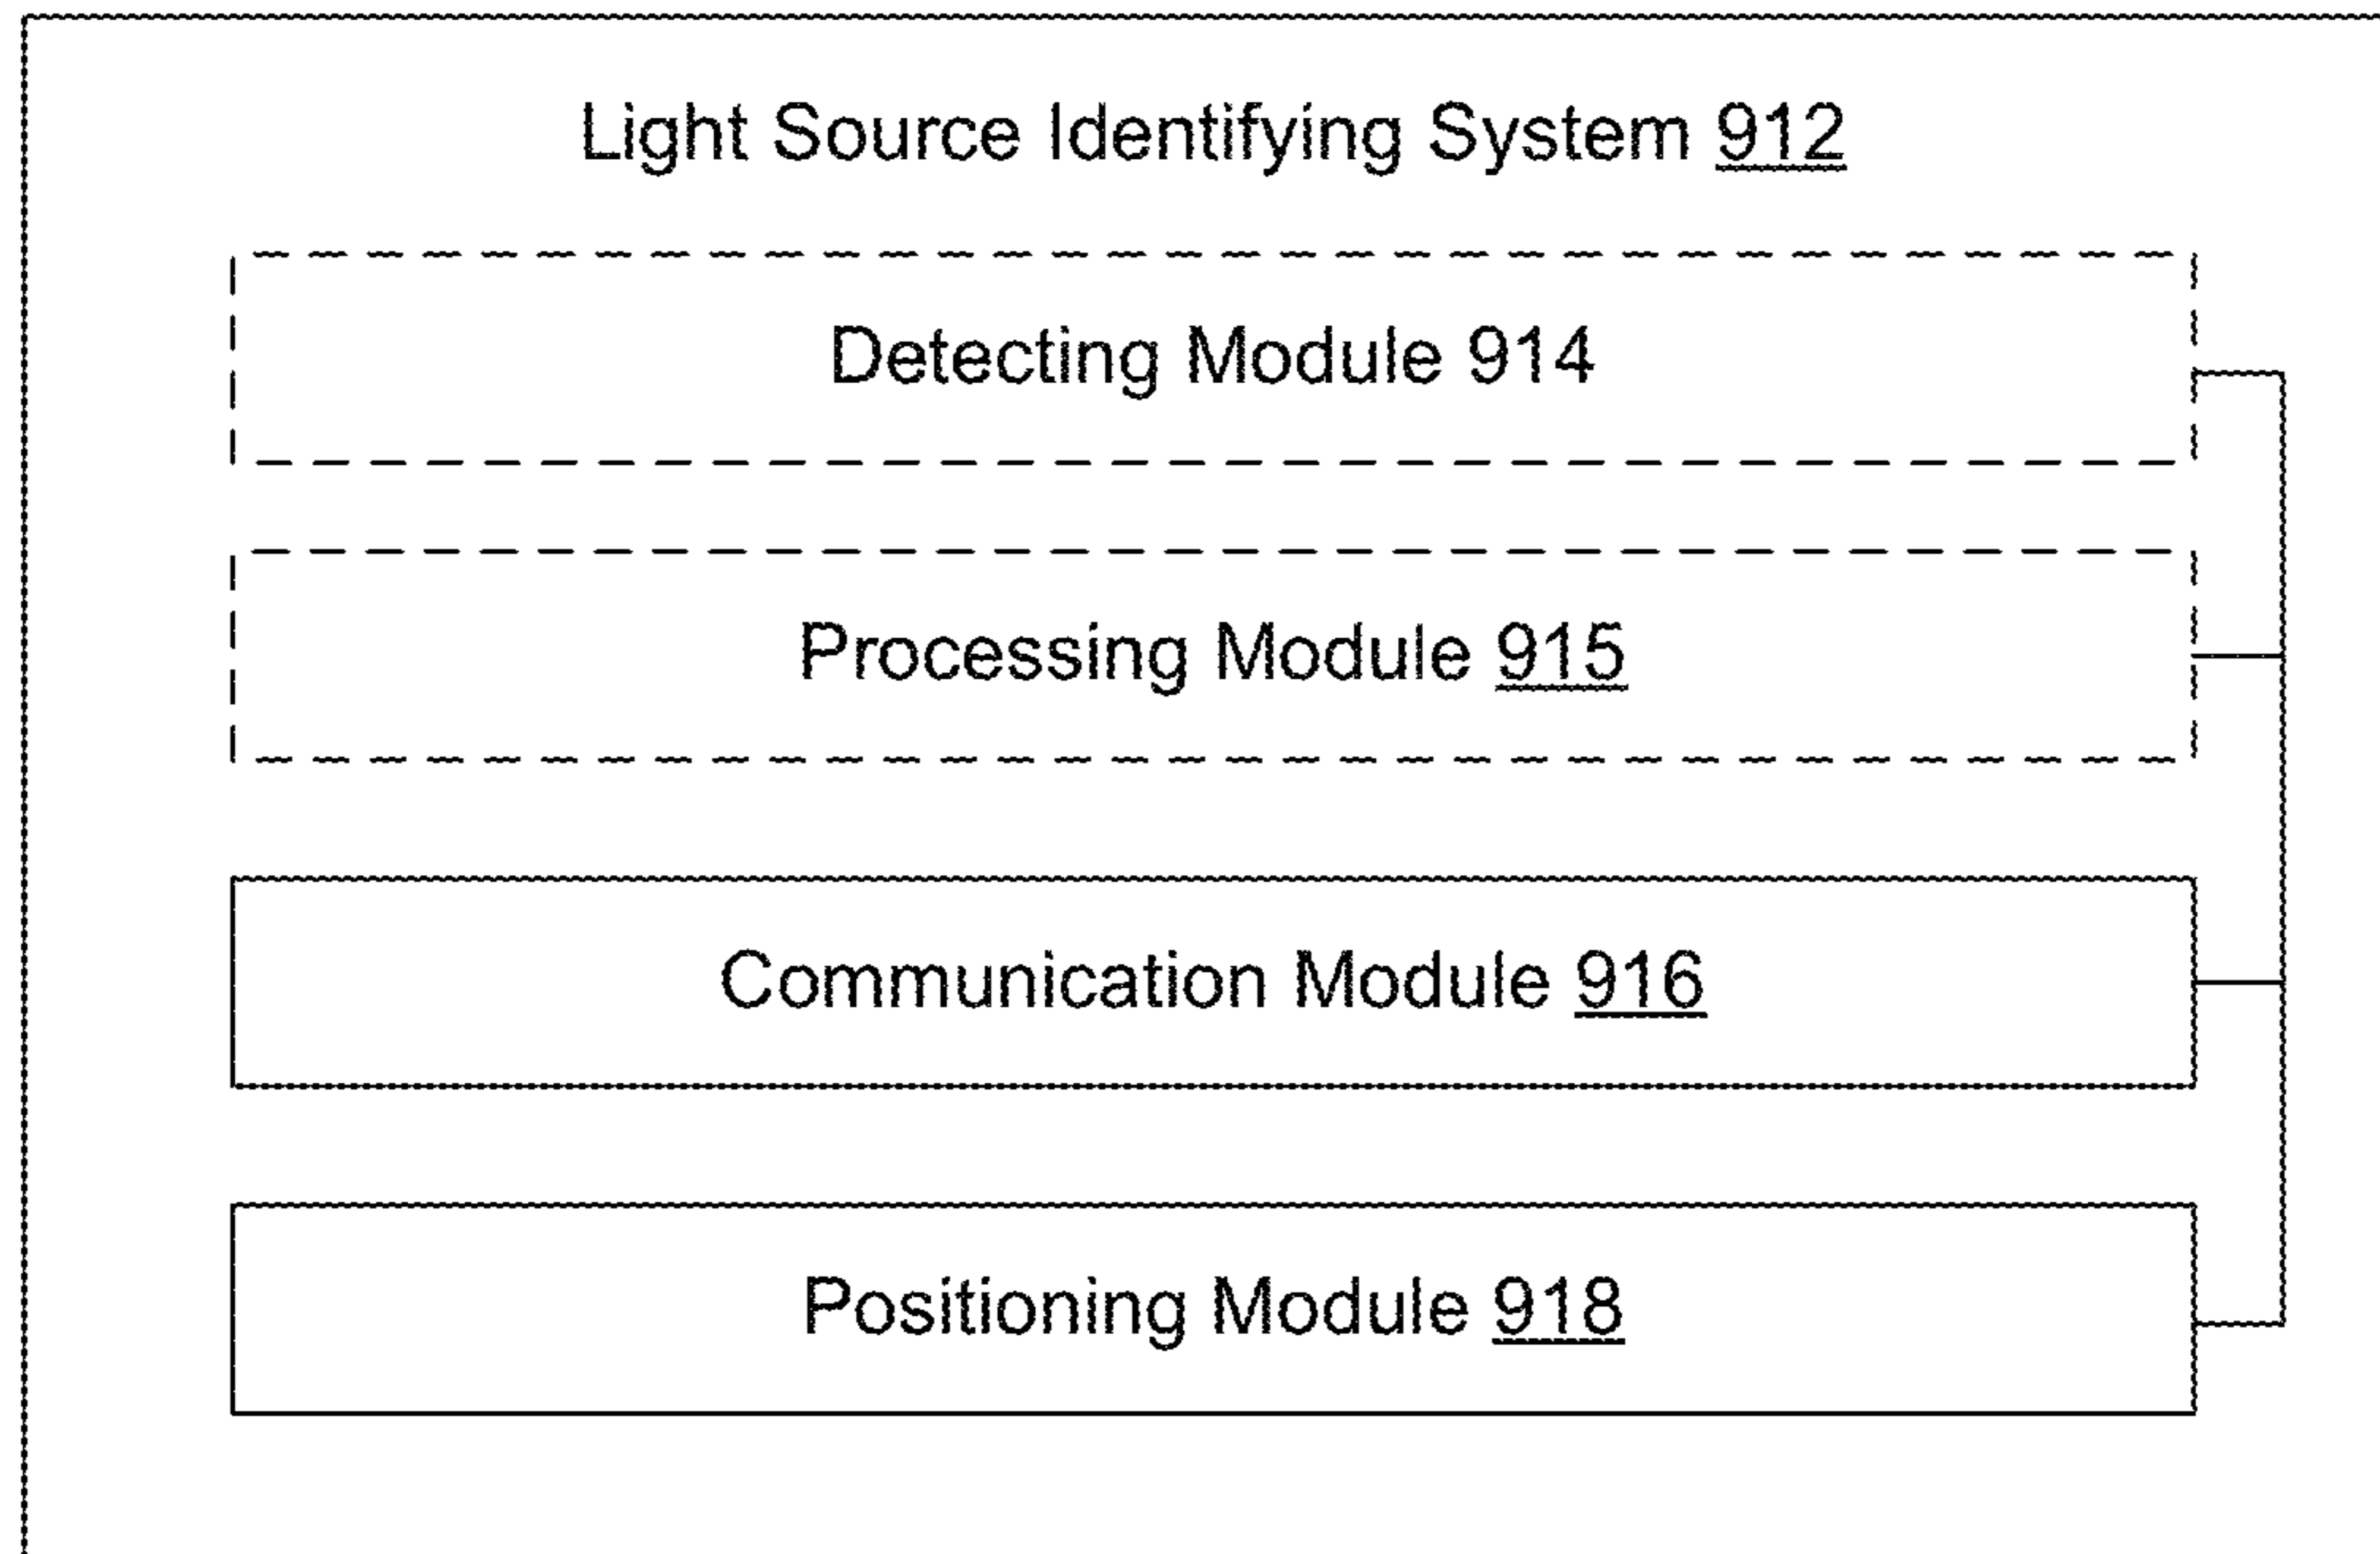 Light Source Identifying System 912
Detecting Module 914
Processing Module 915
Communication Module 916
Positioning Module 918